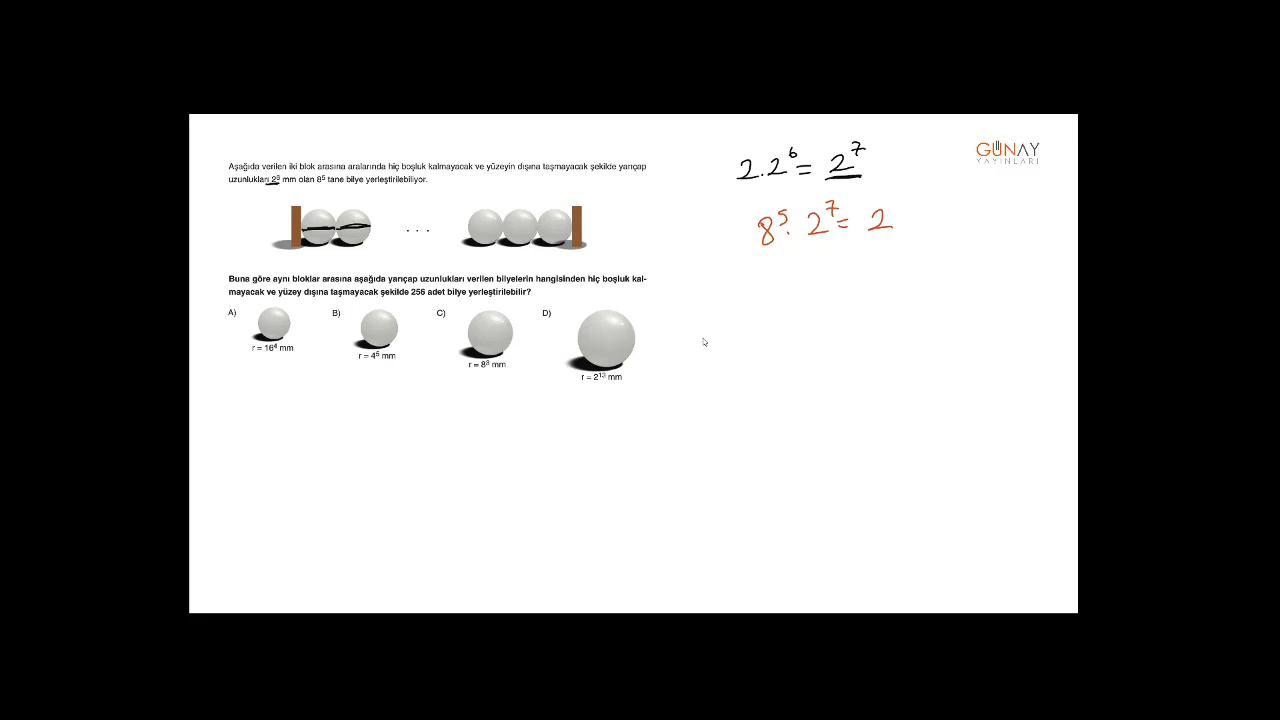 Aşağıda verilen iki blok arasına aralarında hiç boşluk kalmayacak ve yüzeyin dışına taşmayacak şekilde yarıçap
uzunlukları 2⁶ mm olan 8⁵ tane bilye yerleştirilebiliyor.
. . .
Buna göre aynı bloklar arasına aşağıda yarıçap uzunlukları verilen bilyelerin hangisinden hiç boşluk kal-
mayacak ve yüzey dışına taşmayacak şekilde 256 adet bilye yerleştirilebilir?
A)
r = 16⁴ mm
B)
r = 4⁵ mm
C)
r = 8³ mm
D)
r = 2¹³ mm
2.2⁶ = 2⁷
8⁵. 2⁷ = 2
GÜNAY
YAYINLARI